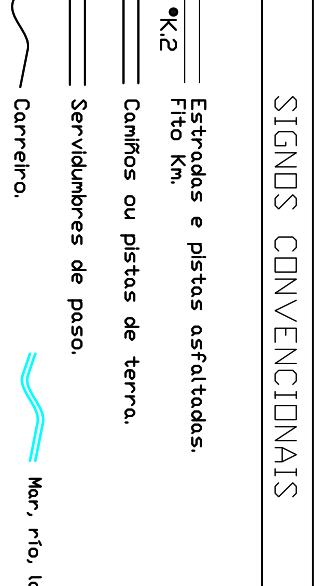 SIGNOS CONVENCIONAIS
Estradas e pistas asfaltadas.
K.2
Fito Km.
Camiños ou pistas de terra.
Servidumbres de paso.
Carreiro.
Mar, río,